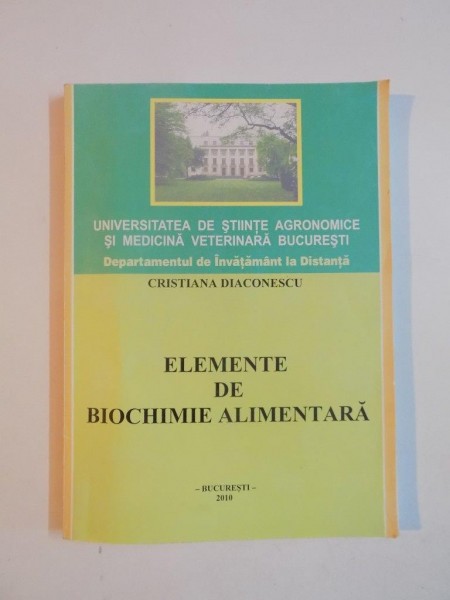 UNIVERSITATEA DE ŞTIINŢE AGRONOMICE
ŞI MEDICINĂ VETERINARĂ BUCUREŞTI
Departamentul de Învăţământ la Distanţă
CRISTIANA DIACONESCU
ELEMENTE
DE
BIOCHIMIE ALIMENTARĂ
– BUCUREŞTI –
2010